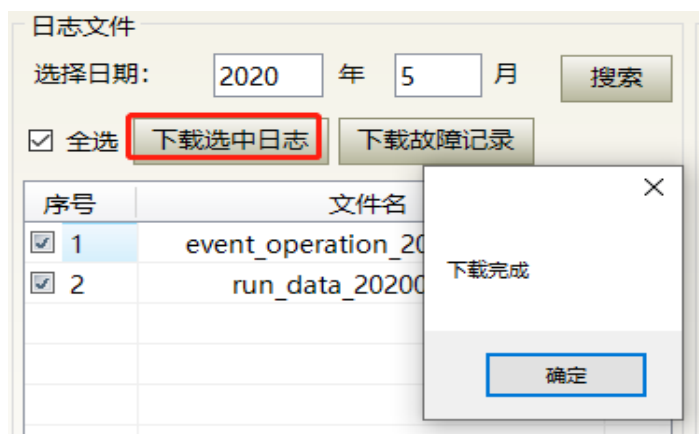 日志文件
选择日期： 2020 年 5 月 搜索
全选 下载选中日志 下载故障记录
序号 文件名
1 event_operation_20
2 run_data_20200
下载完成
确定